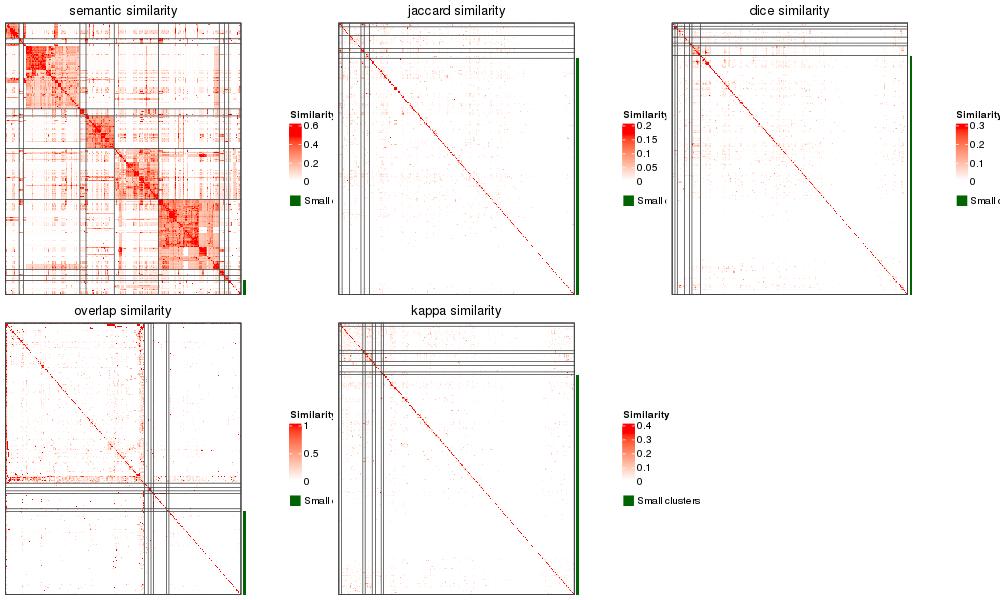 semantic similarity
Similarity
0.6
0.4
0.2
0
Small
jaccard similarity
Similarity
0.2
0.15
0.1
0.05
0
Small
dice similarity
Similarity
0.3
0.2
0.1
0
Small
overlap similarity
Similarity
1
0.5
0
Small
kappa similarity
Similarity
0.4
0.3
0.2
0.1
0
Small clusters